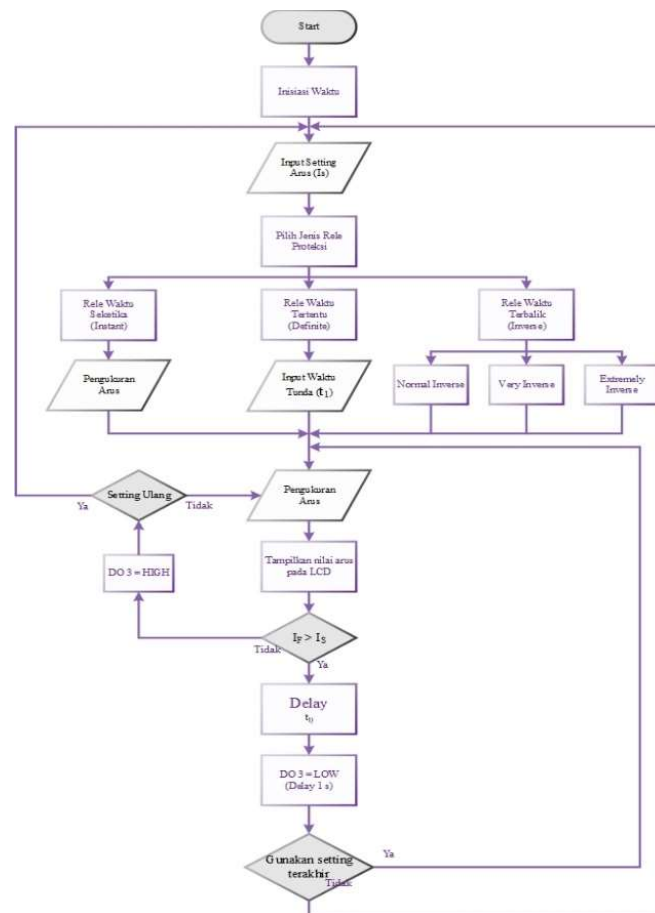 Start
Inisiasi Waktu
Input Setting
Arus (Is)
Pilih Jenis Rele
Proteksi
Rele Waktu
Seketika
(Instant)
Rele Waktu
Tertentu
(Definite)
Rele Waktu
Terbalik
(Inverse)
Pengukuran
Arus
Input Waktu
Tunda (t1)
Normal Inverse
Very Inverse
Extremely
Inverse
Setting Ulang
Ya
Tidak
Pengukuran
Arus
DO 3 = HIGH
Tampilkan nilai arus
pada LCD
IF > IS
Tidak
Ya
Delay
t0
DO 3 = LOW
(Delay 1 s)
Gunakan setting
terakhir
Ya
Tidak